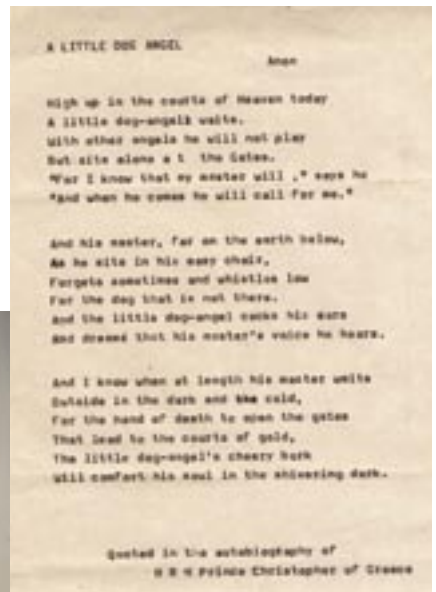 A LITTLE DOG ANGEL
Anon
High up in the courts of Heaven today
A little dog-angel waits.
With other angels he will not play
But sits alone a t the Gates.
"For I know that my master will ," says he
"And when he comes he will call for me."
And his master, far on the earth below,
As he sits in his easy chair,
Forgets sometimes and whistles low
For the dog that is not there.
And the little dog-angel cocks his ears
And dreams that his master's voice he hears.
And I know when at length his master waits
Outside in the dark and the cold,
For the hand of death to open the gates
That lead to the courts of gold,
The little dog-angel's cheery bark
Will comfort his soul in the shivering dark.
Quoted in the autobiography of
H R H Prince Christopher of Greece